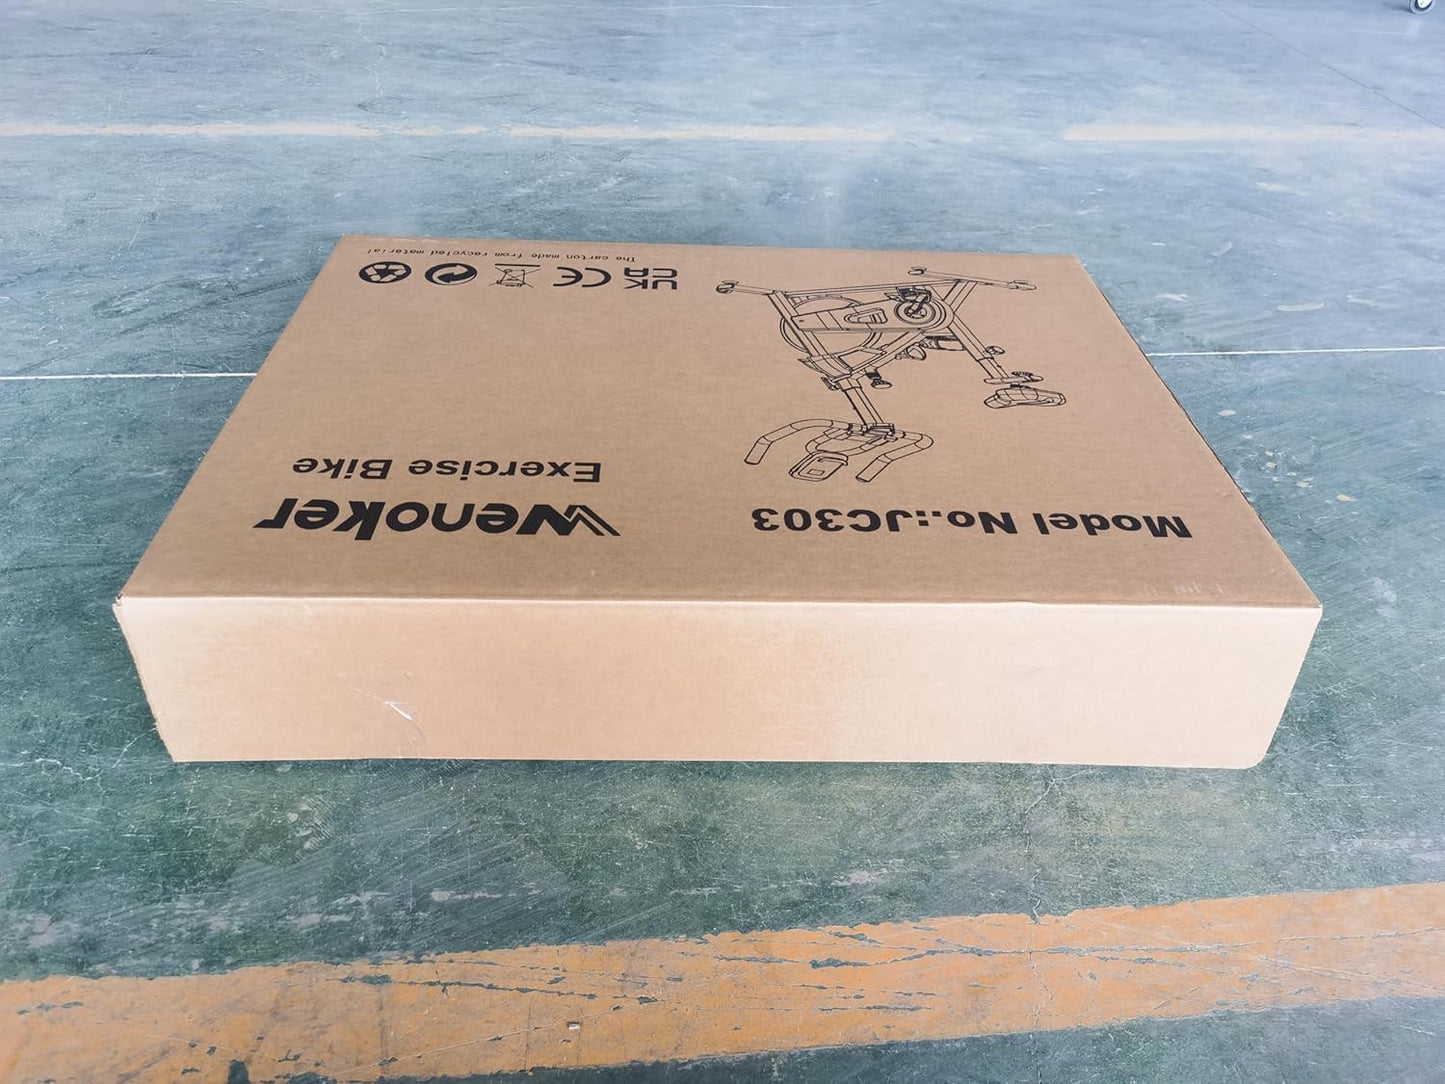 Model No.:JC303
Wenoker
Exercise Bike
UK
CA
CE
The carton made from recycled material